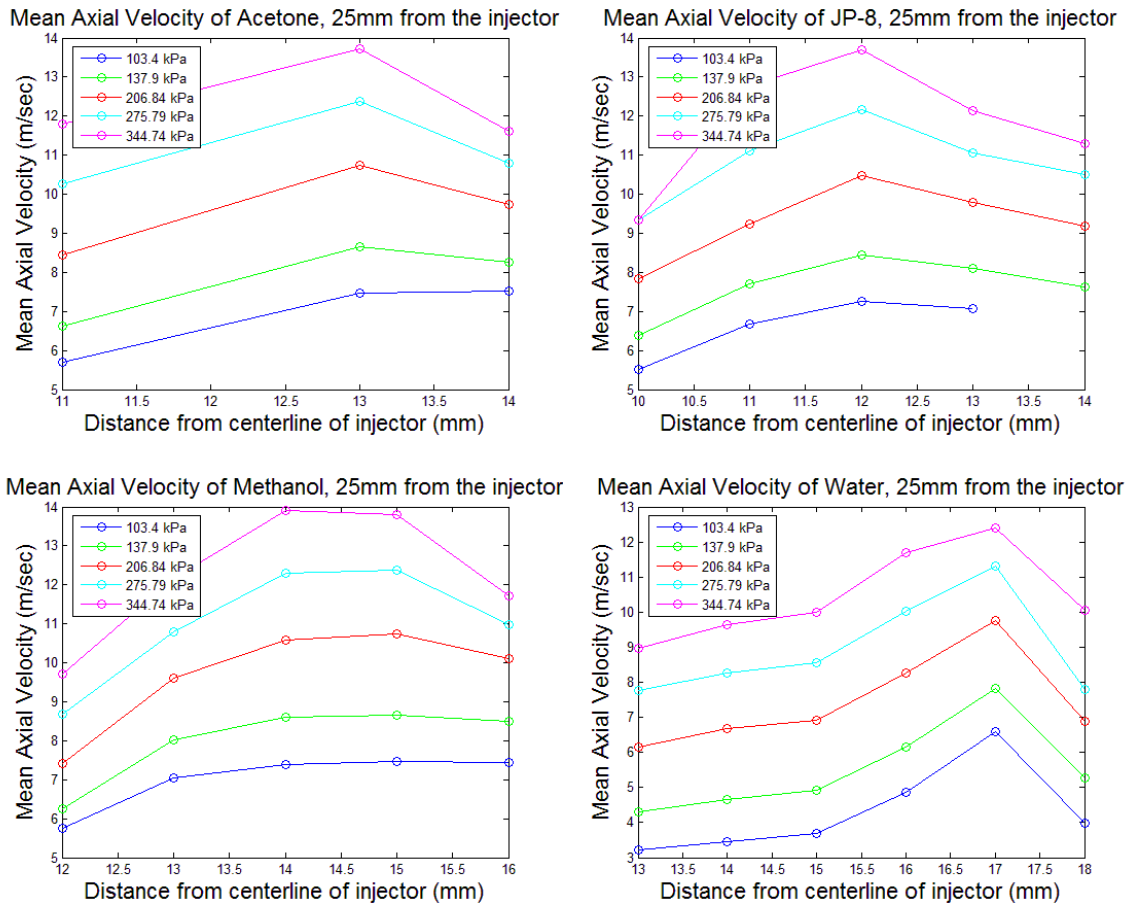 Mean Axial Velocity of Acetone, 25mm from the injector
14
13
12
11
10
9
8
7
6
5
Mean Axial Velocity (m/sec)
103.4 kPa
137.9 kPa
206.84 kPa
275.79 kPa
344.74 kPa
11 11.5 12 12.5 13 13.5 14
Distance from centerline of injector (mm)
Mean Axial Velocity of JP-8, 25mm from the injector
14
13
12
11
10
9
8
7
6
5
Mean Axial Velocity (m/sec)
103.4 kPa
137.9 kPa
206.84 kPa
275.79 kPa
344.74 kPa
10 10.5 11 11.5 12 12.5 13 13.5 14
Distance from centerline of injector (mm)
Mean Axial Velocity of Methanol, 25mm from the injector
14
13
12
11
10
9
8
7
6
5
Mean Axial Velocity (m/sec)
103.4 kPa
137.9 kPa
206.84 kPa
275.79 kPa
344.74 kPa
12 12.5 13 13.5 14 14.5 15 15.5 16
Distance from centerline of injector (mm)
Mean Axial Velocity of Water, 25mm from the injector
13
12
11
10
9
8
7
6
5
4
3
Mean Axial Velocity (m/sec)
103.4 kPa
137.9 kPa
206.84 kPa
275.79 kPa
344.74 kPa
13 13.5 14 14.5 15 15.5 16 16.5 17 17.5 18
Distance from centerline of injector (mm)